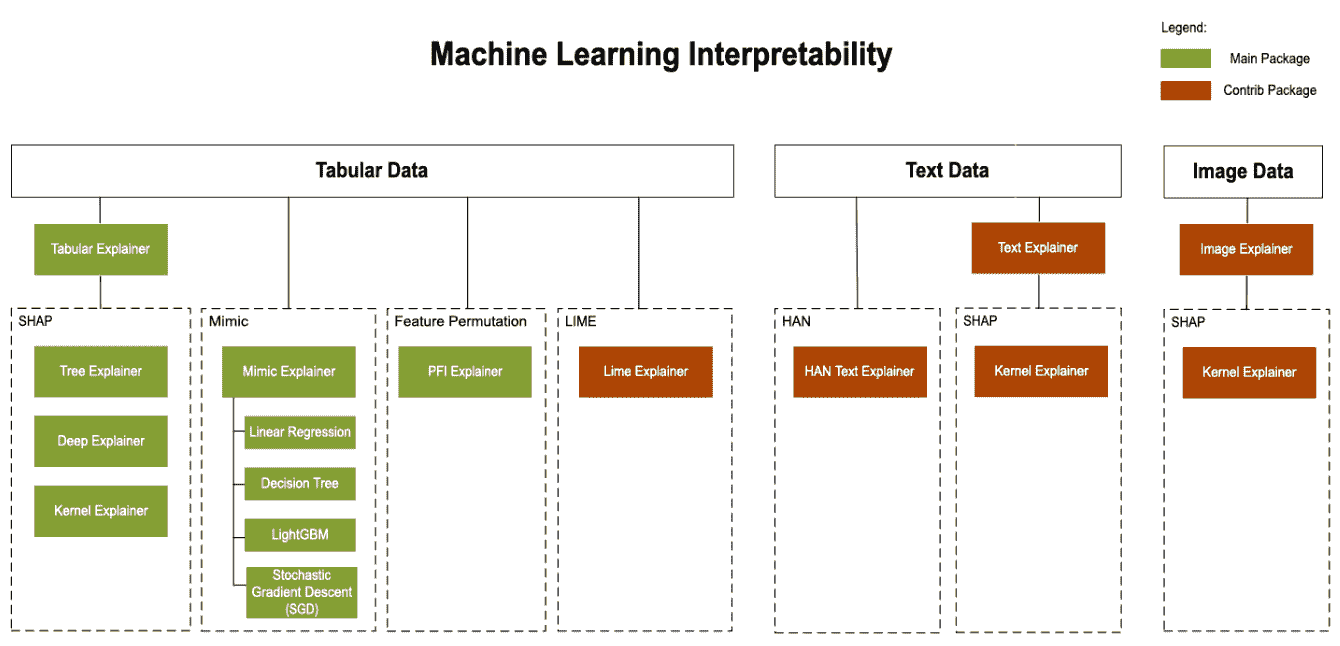 Legend:
Machine Learning Interpretability
Main Package
Contrib Package
Tabular Data
Text Data
Image Data
Tabular Explainer
Text Explainer
Image Explainer
SHAP
Mimic
Feature Permutation
LIME
HAN
SHAP
SHAP
Tree Explainer
Mimic Explainer
PFI Explainer
Lime Explainer
HAN Text Explainer
Kernel Explainer
Kernel Explainer
Deep Explainer
Linear Regression
Kernel Explainer
Decision Tree
LightGBM
Stochastic
Gradient Descent
(SGD)